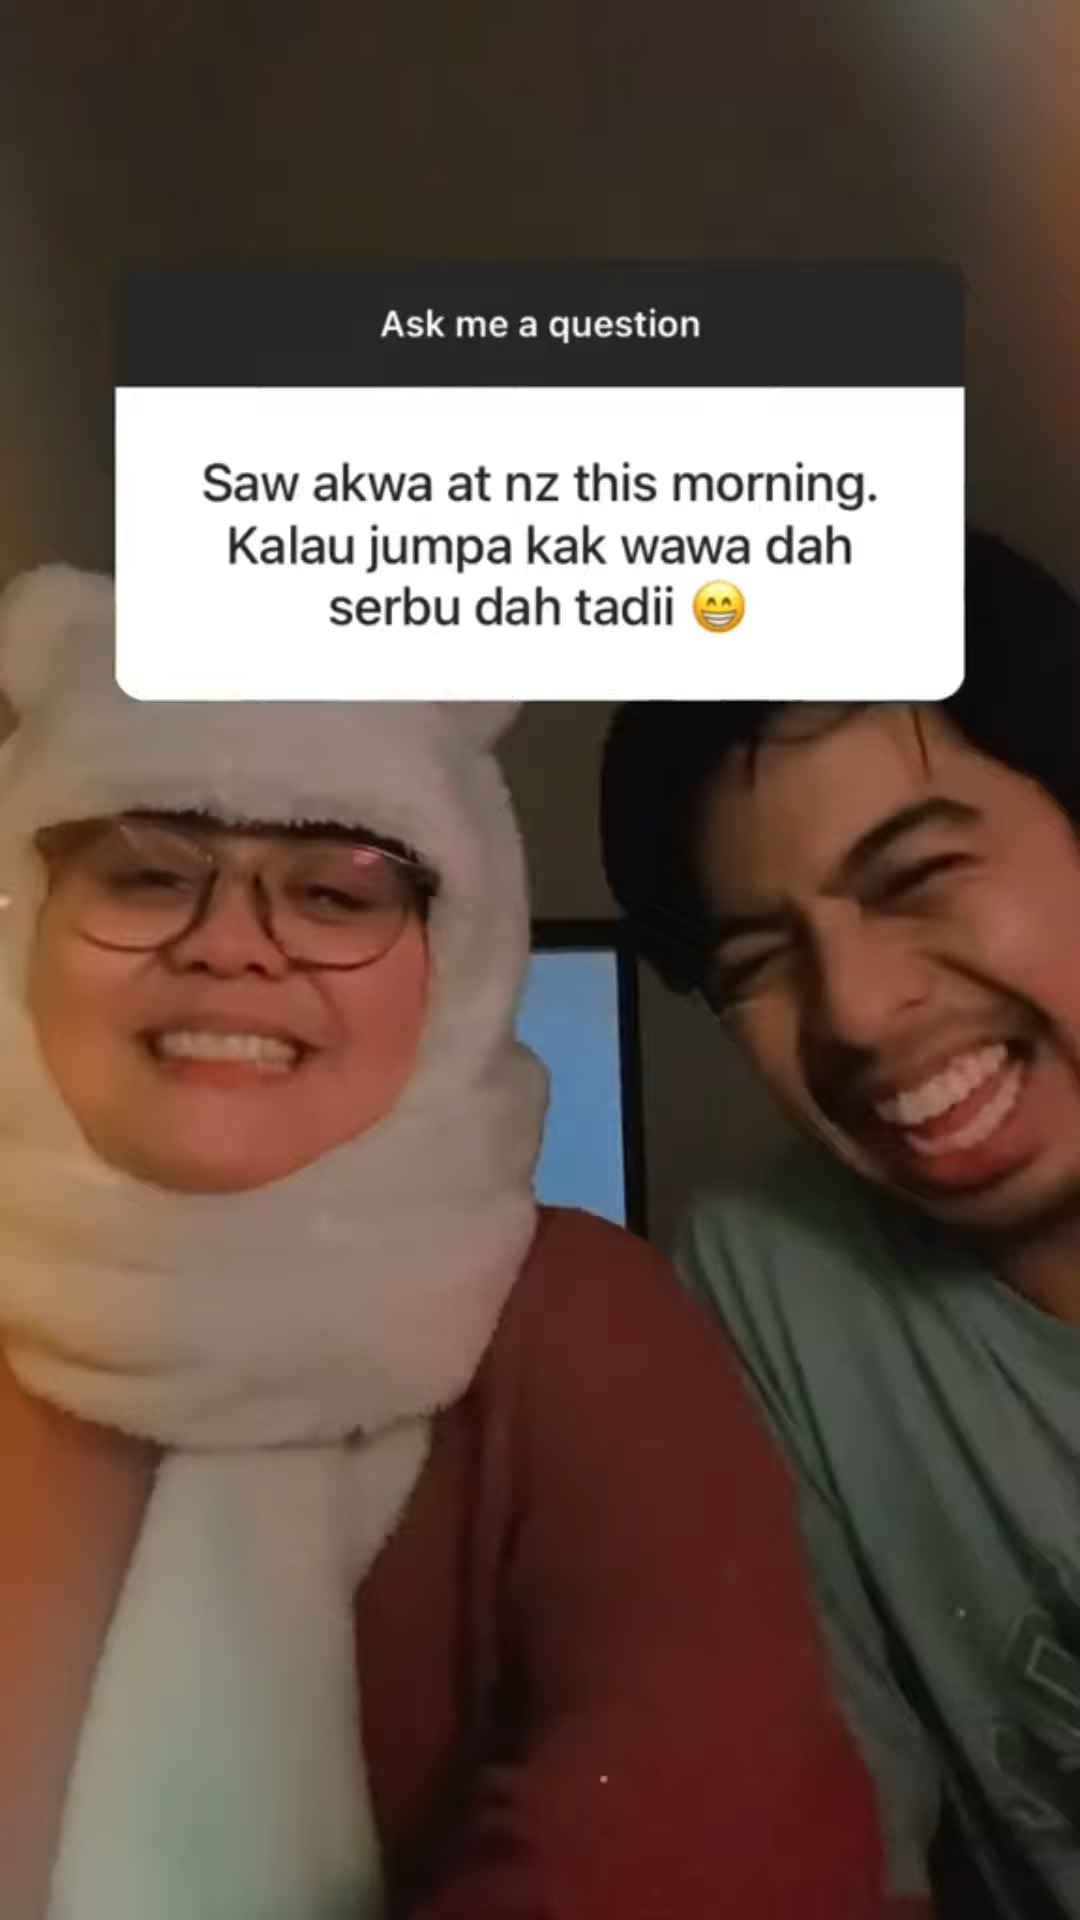 Ask me a question
Saw akwa at nz this morning.
Kalau jumpa kak wawa dah
serbu dah tadii 😁